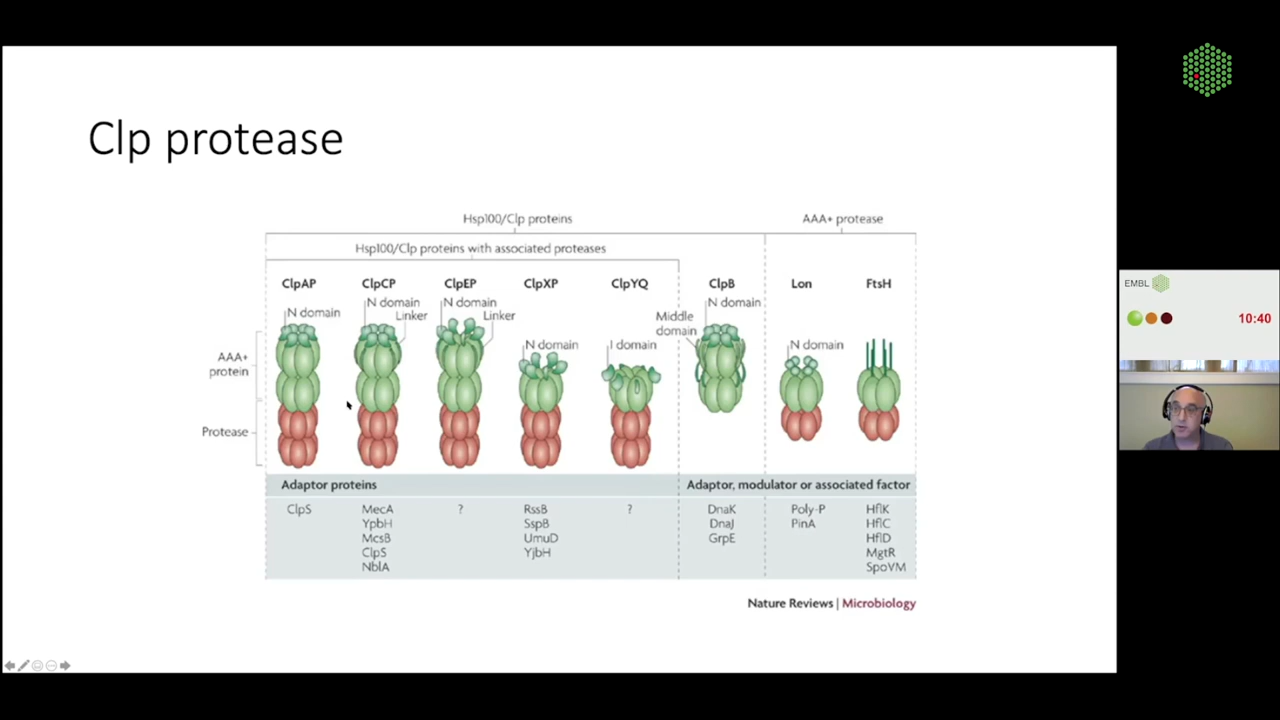 Clp protease
Hsp100/Clp proteins
AAA+ protease
Hsp100/Clp proteins with associated proteases
ClpAP
ClpCP
ClpEP
ClpXP
ClpYQ
ClpB
Lon
FtsH
N domain
N domain
Linker
N domain
Linker
N domain
I domain
Middle
domain
N domain
N domain
AAA+
protein
Protease
Adaptor proteins
Adaptor, modulator or associated factor
ClpS
MecA
YpbH
McsB
ClpS
NblA
?
RssB
SspB
UmuD
YjbH
?
DnaK
DnaJ
GrpE
Poly-P
PinA
HflK
HflC
HflD
MgtR
SpoVM
Nature Reviews | Microbiology
EMBL
10:40